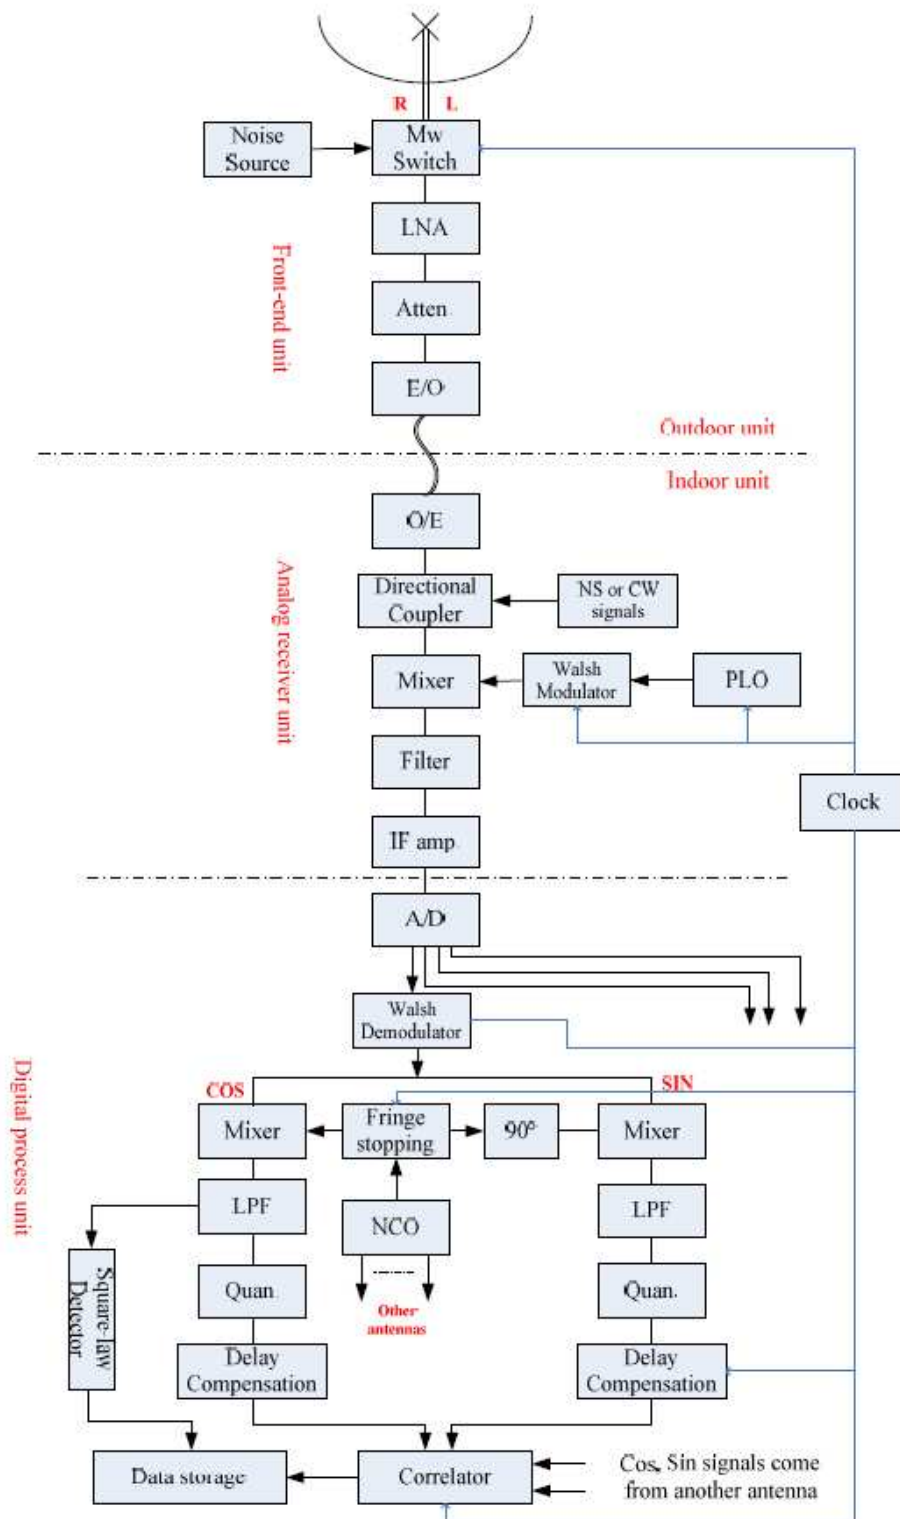 R L
Noise
Source
Mw
Switch
LNA
Front-end unit
Atten
E/O
Outdoor unit
Indoor unit
O/E
Analog receiver unit
Directional
Coupler
NS or CW
signals
Mixer
Walsh
Modulator
PLO
Filter
Clock
IF amp
A/D
Walsh
Demodulator
Digital process unit
COS
SIN
Mixer
Fringe
stopping
90°
Mixer
LPF
NCO
LPF
Square-law
Detector
Quan.
Other
antennas
Quan.
Delay
Compensation
Delay
Compensation
Data storage
Correlator
Cos, Sin signals come
from another antenna